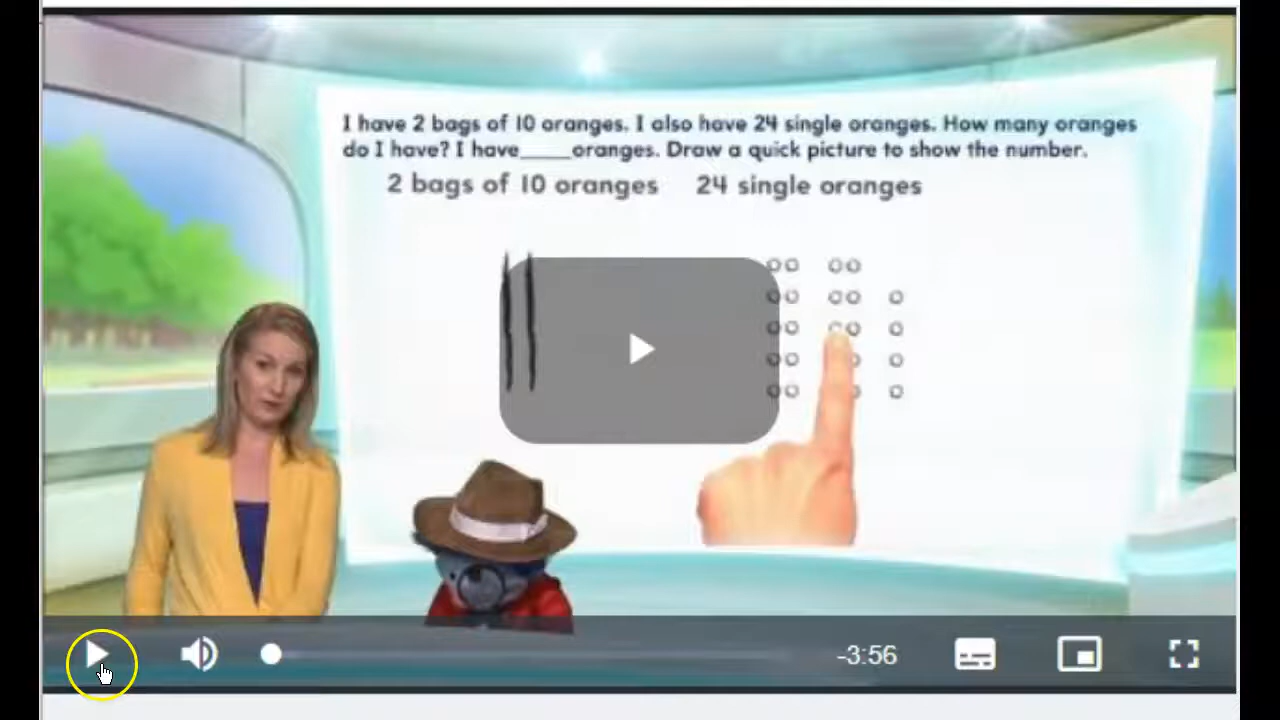 I have 2 bags of 10 oranges. I also have 24 single oranges. How many oranges
do I have? I have____oranges. Draw a quick picture to show the number.
2 bags of 10 oranges 24 single oranges
-3:56